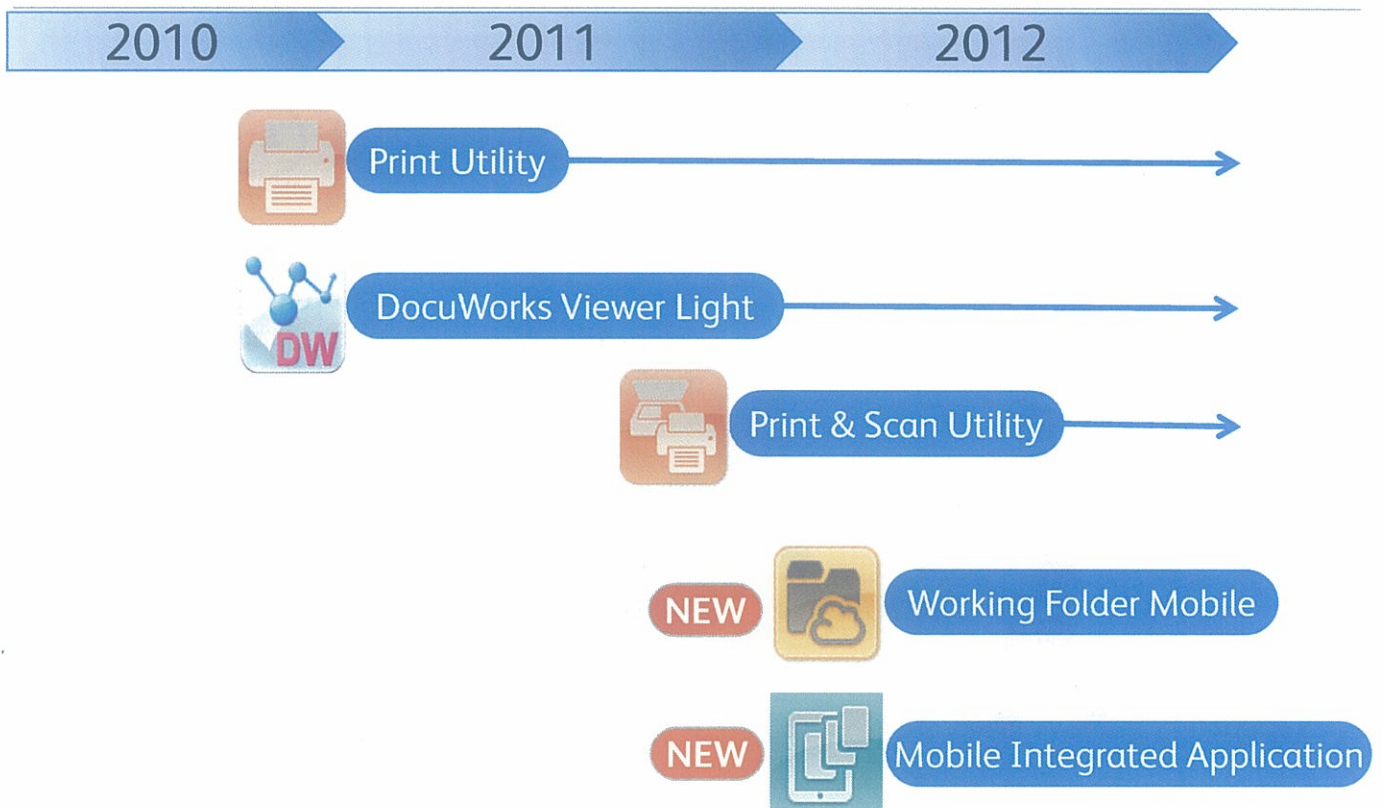 2010 2011 2012
Print Utility
DW
DocuWorks Viewer Light
Print & Scan Utility
NEW
Working Folder Mobile
NEW
Mobile Integrated Application